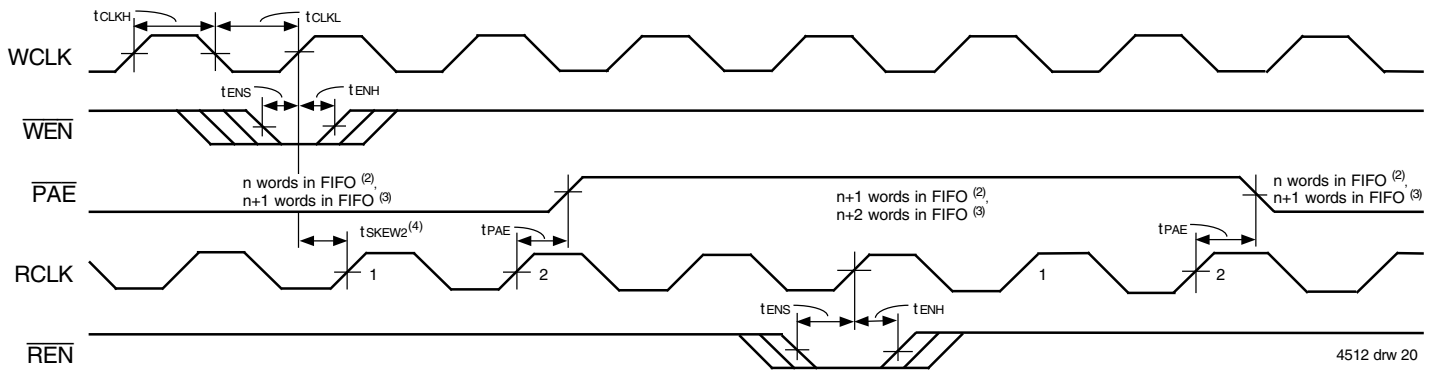 tCLKH
tCLKL
WCLK
tENS
tENH
WEN
PAE
n words in FIFO (2),
n+1 words in FIFO (3)
n+1 words in FIFO (2),
n+2 words in FIFO (3)
n words in FIFO (2),
n+1 words in FIFO (3)
tSKEW2(4)
tPAE
tPAE
RCLK
1
2
1
2
tENS
tENH
REN
4512 drw 20